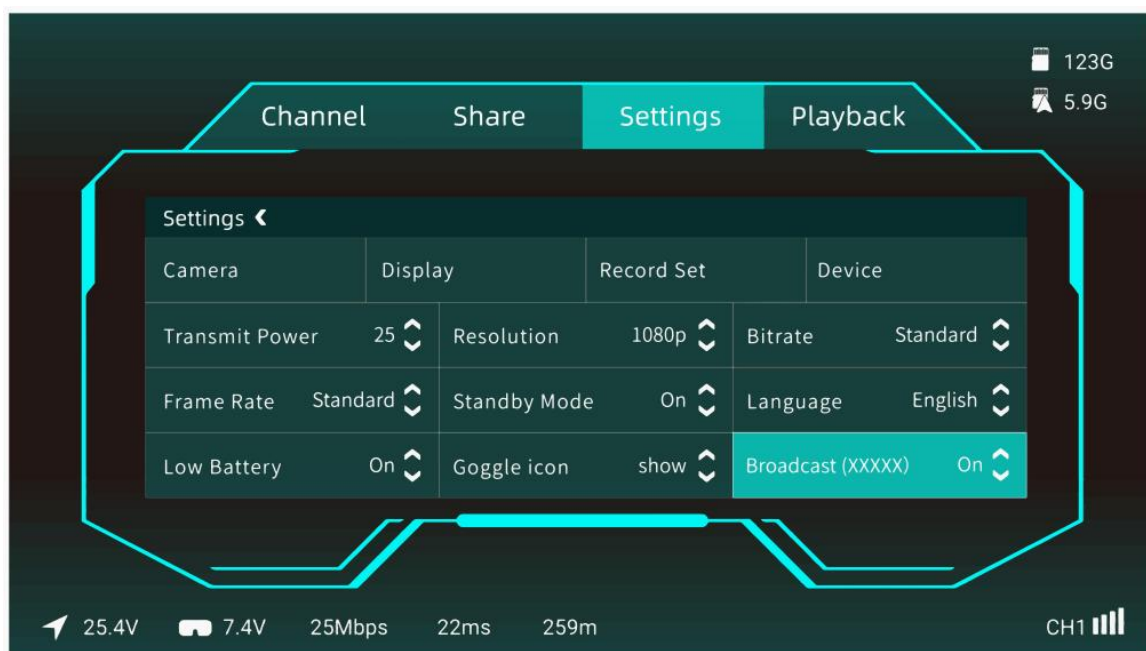 123G
5.9G
Channel Share Settings Playback
Settings
Camera Display Record Set Device
Transmit Power 25 Resolution 1080p Bitrate Standard
Frame Rate Standard Standby Mode On Language English
Low Battery On Goggle icon show Broadcast (XXXXX) On
25.4V 7.4V 25Mbps 22ms 259m CH1